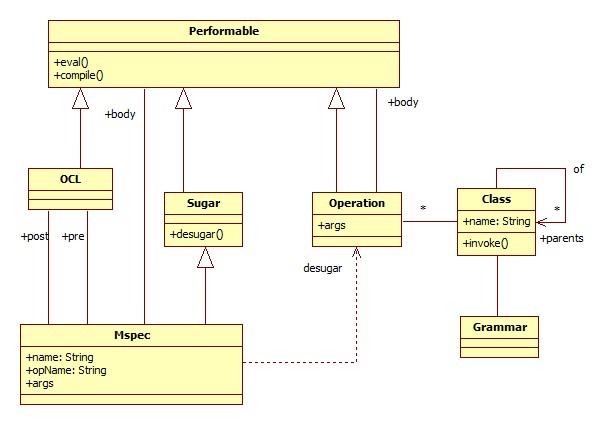 Performable
+eval()
+compile()
+body
+body
of
OCL
Sugar
+desugar()
Operation
+args
*
Class
+name: String
+invoke()
*
+parents
+post
+pre
desugar
Mspec
+name: String
+opName: String
+args
Grammar